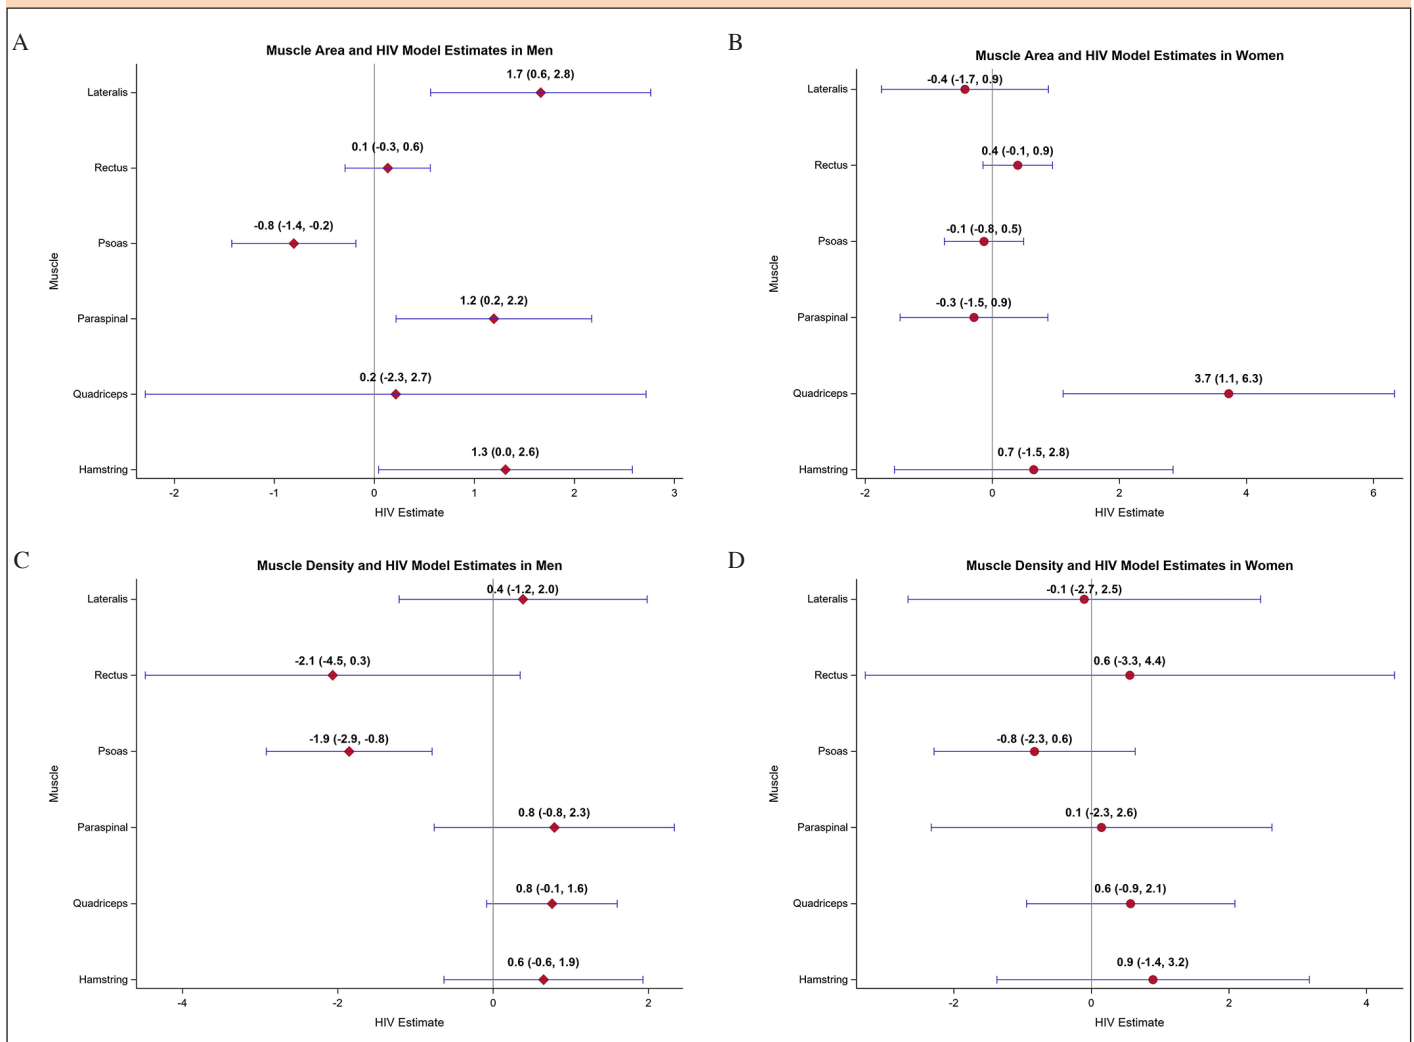 A
Muscle Area and HIV Model Estimates in Men
Muscle
Lateralis
1.7 (0.6, 2.8)
Rectus
0.1 (-0.3, 0.6)
Psoas
-0.8 (-1.4, -0.2)
Paraspinal
1.2 (0.2, 2.2)
Quadriceps
0.2 (-2.3, 2.7)
Hamstring
1.3 (0.0, 2.6)
-2 -1 0 1 2 3
HIV Estimate
B
Muscle Area and HIV Model Estimates in Women
Muscle
Lateralis
-0.4 (-1.7, 0.9)
Rectus
0.4 (-0.1, 0.9)
Psoas
-0.1 (-0.8, 0.5)
Paraspinal
-0.3 (-1.5, 0.9)
Quadriceps
3.7 (1.1, 6.3)
Hamstring
0.7 (-1.5, 2.8)
-2 0 2 4 6
HIV Estimate
C
Muscle Density and HIV Model Estimates in Men
Muscle
Lateralis
0.4 (-1.2, 2.0)
Rectus
-2.1 (-4.5, 0.3)
Psoas
-1.9 (-2.9, -0.8)
Paraspinal
0.8 (-0.8, 2.3)
Quadriceps
0.8 (-0.1, 1.6)
Hamstring
0.6 (-0.6, 1.9)
-4 -2 0 2
HIV Estimate
D
Muscle Density and HIV Model Estimates in Women
Muscle
Lateralis
-0.1 (-2.7, 2.5)
Rectus
0.6 (-3.3, 4.4)
Psoas
-0.8 (-2.3, 0.6)
Paraspinal
0.1 (-2.3, 2.6)
Quadriceps
0.6 (-0.9, 2.1)
Hamstring
0.9 (-1.4, 3.2)
-2 0 2 4
HIV Estimate